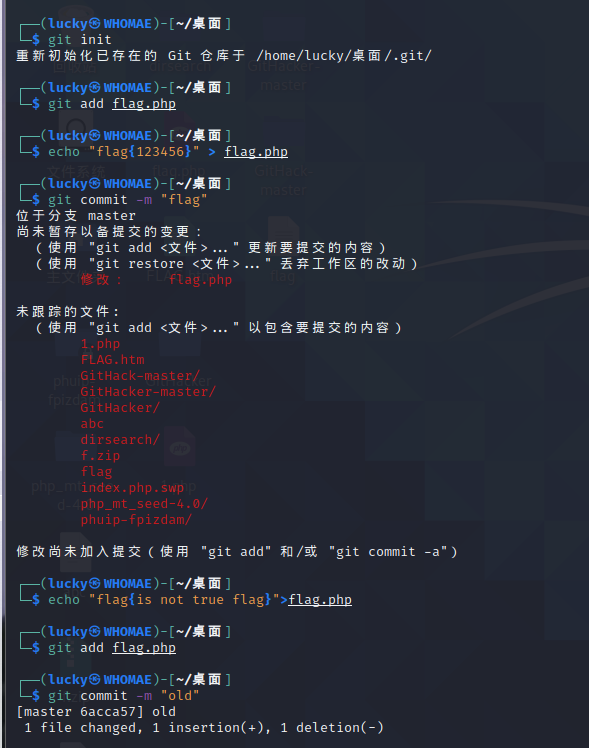 ┌──(lucky㉿WHOMAE)-[~/桌面]
└─$ git init
重新初始化已存在的 Git 仓库于 /home/lucky/桌面/.git/
┌──(lucky㉿WHOMAE)-[~/桌面]
└─$ git add flag.php
┌──(lucky㉿WHOMAE)-[~/桌面]
└─$ echo "flag{123456}" > flag.php
┌──(lucky㉿WHOMAE)-[~/桌面]
└─$ git commit -m "flag"
位于分支 master
尚未暂存以备提交的变更：
（使用 "git add <文件>..." 更新要提交的内容）
（使用 "git restore <文件>..." 丢弃工作区的改动）
修改：     flag.php
未跟踪的文件:
（使用 "git add <文件>..." 以包含要提交的内容）
1.php
FLAG.htm
GitHack-master/
GitHacker-master/
GitHacker/
abc
dirsearch/
f.zip
flag
index.php.swp
php_mt_seed-4.0/
phuip-fpizdam/
修改尚未加入提交（使用 "git add" 和/或 "git commit -a"）
┌──(lucky㉿WHOMAE)-[~/桌面]
└─$ echo "flag{is not true flag}">flag.php
┌──(lucky㉿WHOMAE)-[~/桌面]
└─$ git add flag.php
┌──(lucky㉿WHOMAE)-[~/桌面]
└─$ git commit -m "old"
[master 6acca57] old
1 file changed, 1 insertion(+), 1 deletion(-)